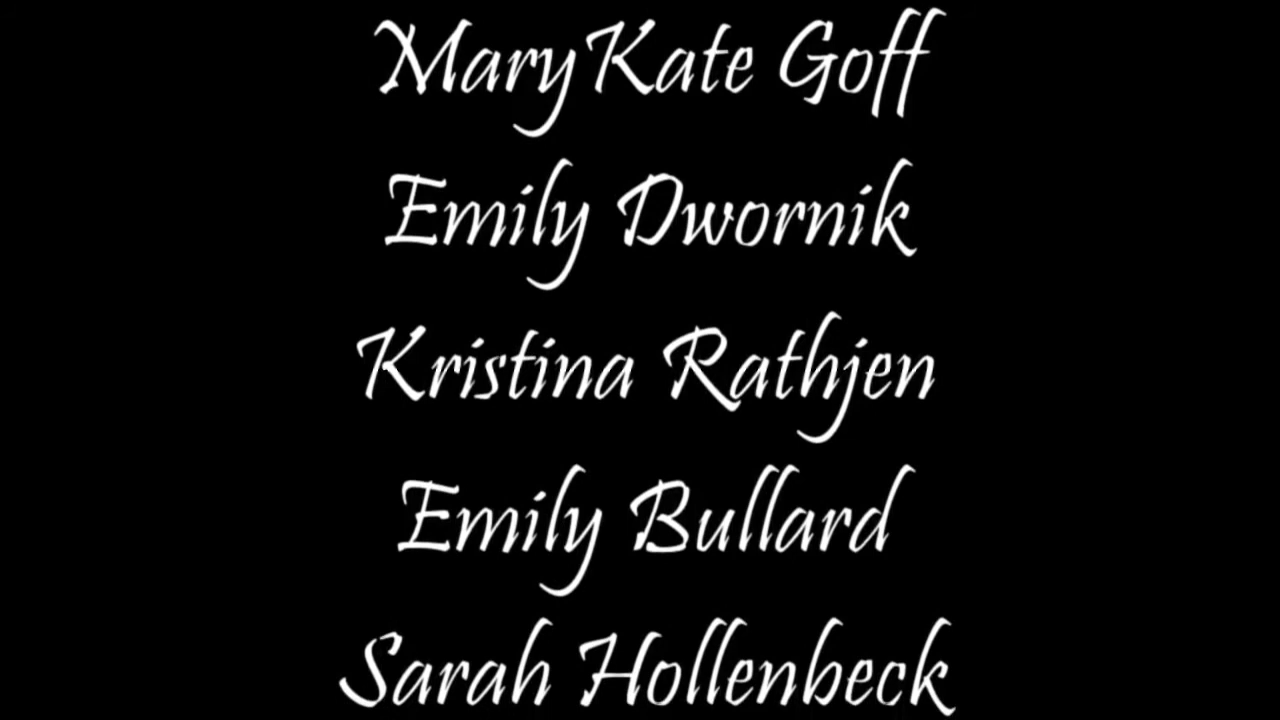 MaryKate Goff
Emily Dwornik
Kristina Rathjen
Emily Bullard
Sarah Hollenbeck